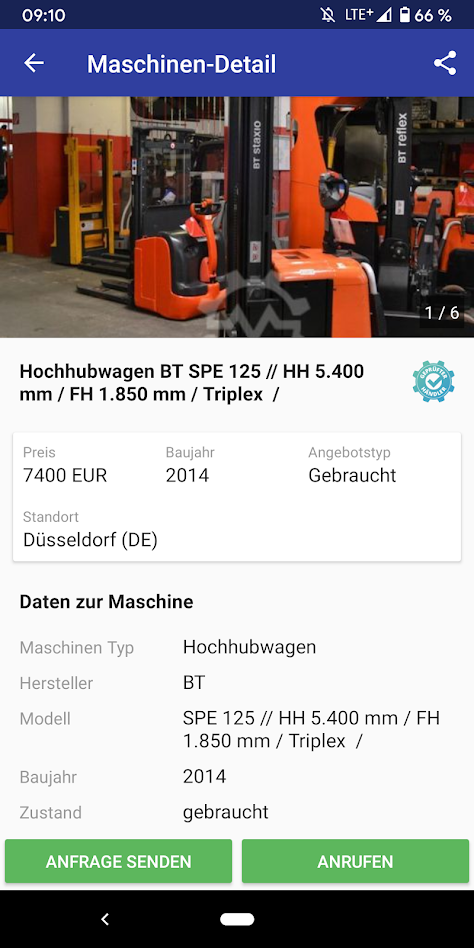 09:10
LTE+
66 %
Maschinen-Detail
BT staxio
BT reflex
1 / 6
Hochhubwagen BT SPE 125 // HH 5.400
mm / FH 1.850 mm / Triplex /
GEPRÜFTER
HÄNDLER
Preis
Baujahr
Angebotstyp
7400 EUR
2014
Gebraucht
Standort
Düsseldorf (DE)
Daten zur Maschine
Maschinen Typ
Hochhubwagen
Hersteller
BT
Modell
SPE 125 // HH 5.400 mm / FH
1.850 mm / Triplex /
Baujahr
2014
Zustand
gebraucht
ANFRAGE SENDEN
ANRUFEN